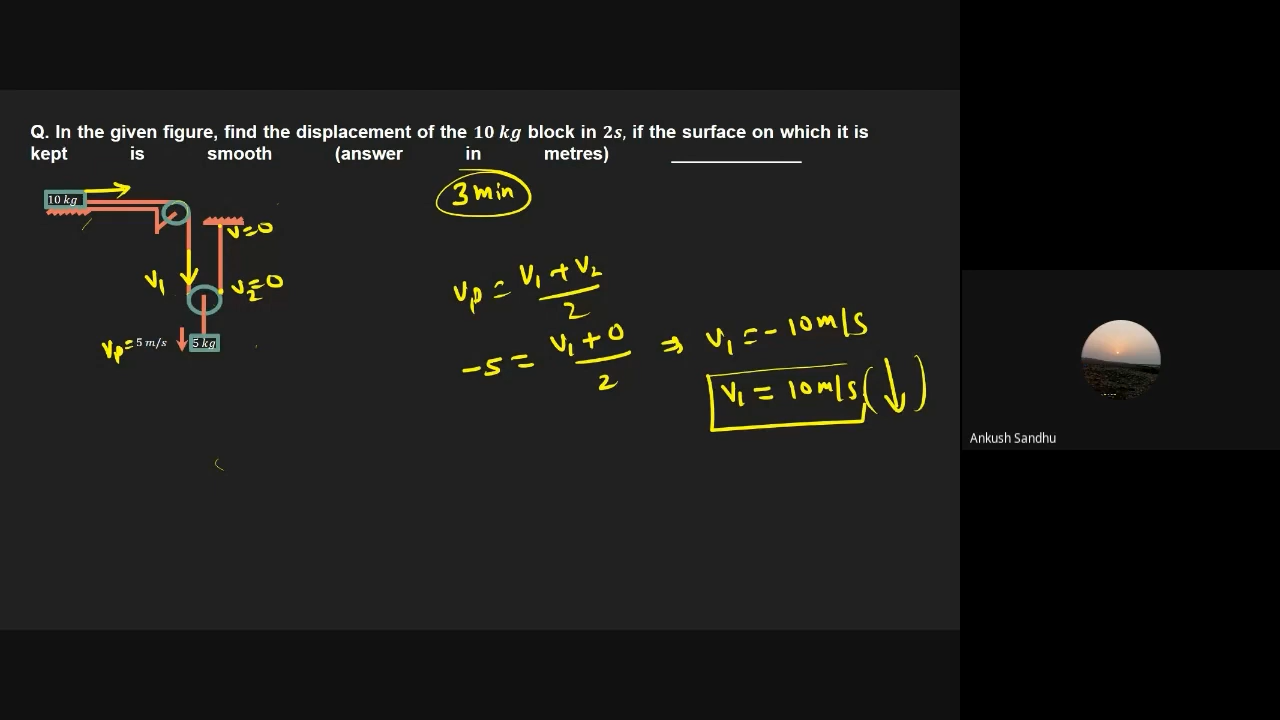 Q. In the given figure, find the displacement of the 10 kg block in 2s, if the surface on which it is
kept is smooth (answer in metres) ______________
3 min
10 kg
v=0
V1
V2=0
Vp = V1 + V2 / 2
Vp= 5 m/s
5 kg
-5 = V1 + 0 / 2 ⇒ V1 = -10 m/s
V1 = 10 m/s (↓)
Ankush Sandhu